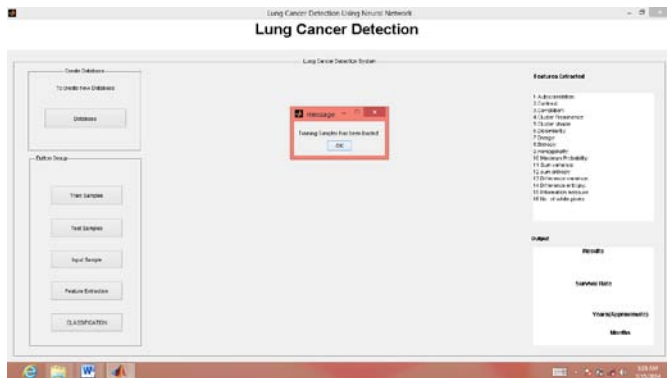 Lung Cancer Detection Using Neural Network
Lung Cancer Detection
Lung Cancer Detection System
Create Database
To create New Database
Database
Button Group
Train Samples
Test Samples
Input Sample
Feature Extraction
CLASSIFICATION
message
Training Samples has been loaded
OK
Features Extracted
1.Autocorrelation
2.Contrast
3.Correlation
4.Cluster Prominence
5.Cluster shade
6.Dissimilarity
7.Energy
8.Entropy
9.Homogeneity
10.Maximum Probability
11.Sum variance
12.sum entropy
13.Difference variance
14.Difference entropy
15.Information measure
16.No. of white pixels
Output
Results
Survival Rate
Years(Approximately)
Months